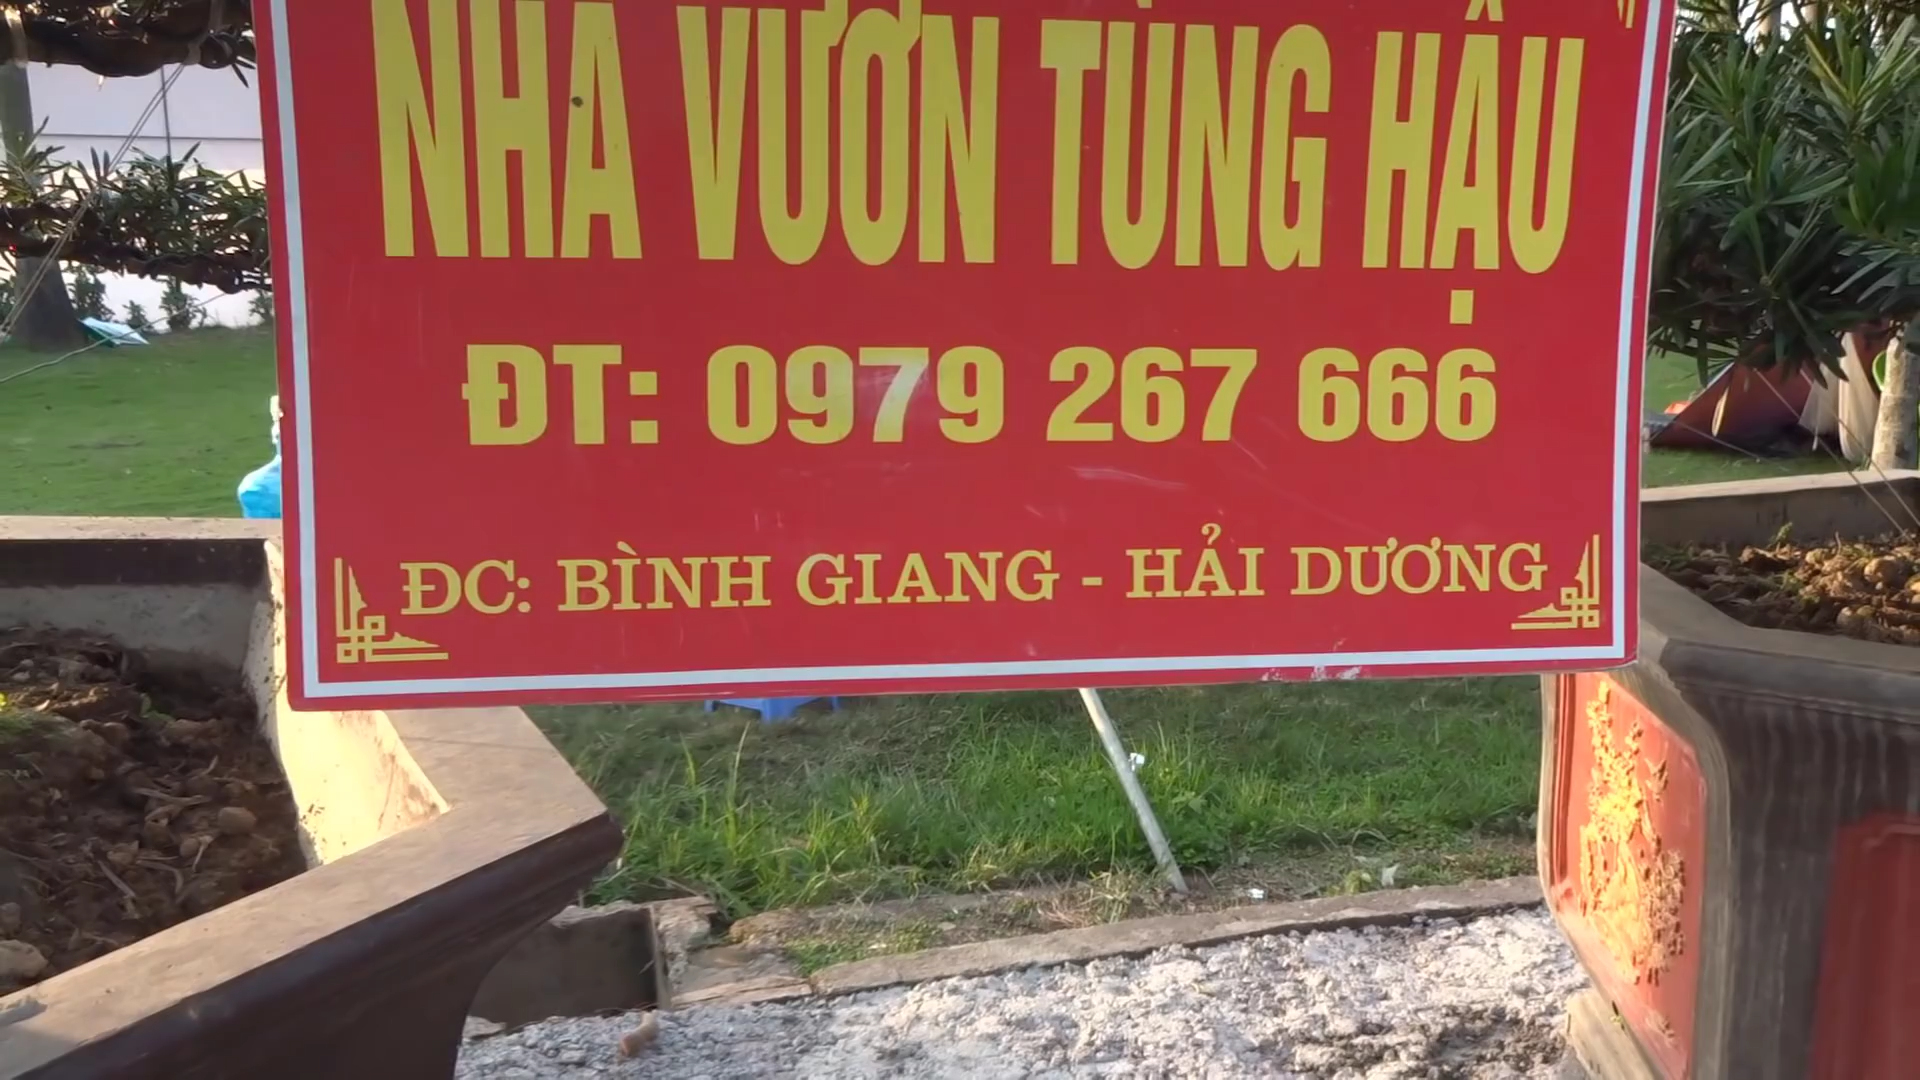 NHÀ VƯỜN TÙNG HẬU
ĐT: 0979 267 666
ĐC: BÌNH GIANG - HẢI DƯƠNG